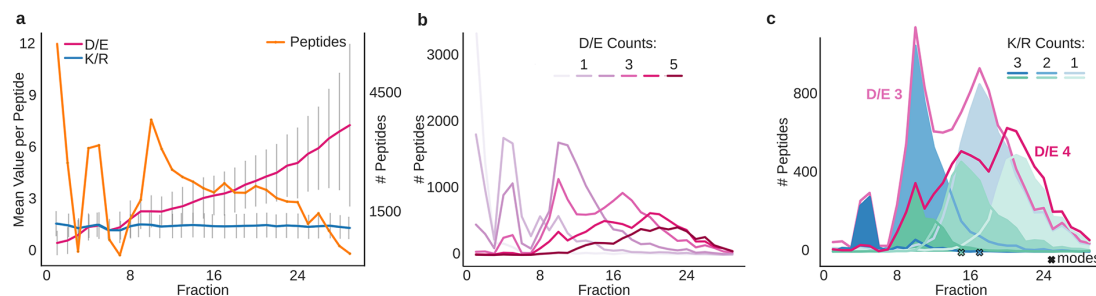 a
Mean Value per Peptide
12
9
6
3
0
D/E
K/R
Peptides
4500
1500
# Peptides
0
8
16
24
Fraction
b
# Peptides
3000
2000
1000
0
D/E Counts:
1
3
5
0
8
16
24
Fraction
c
# Peptides
800
400
0
K/R Counts:
3
2
1
D/E 3
D/E 4
modes
0
8
16
24
Fraction